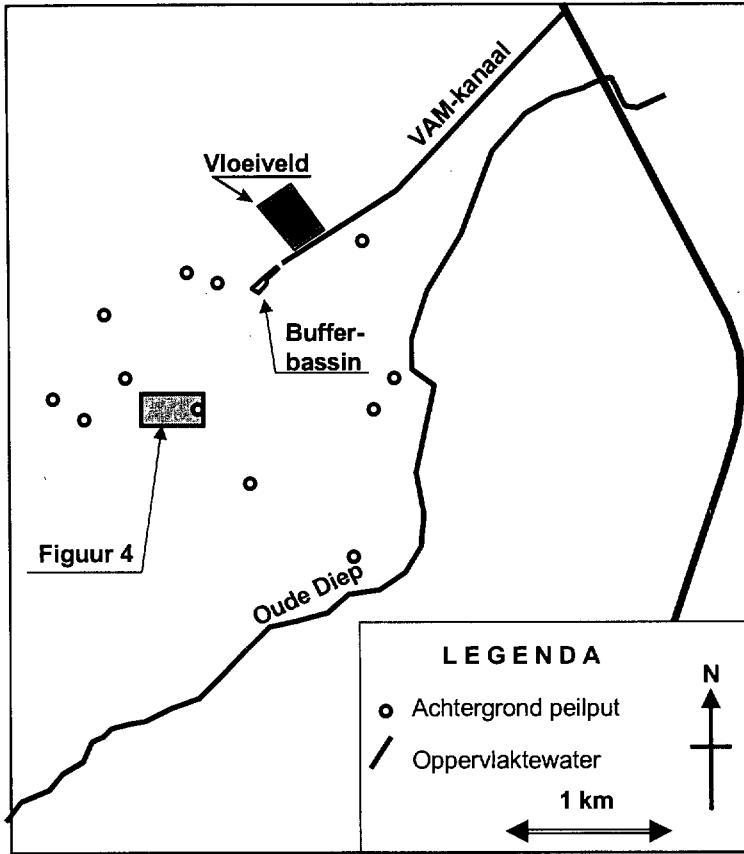 VAM-kanaal
Vloeiveld
Buffer-
bassin
Figuur 4
Oude Diep
LEGENDA
Achtergrond peilput
Oppervlaktewater
N
1 km